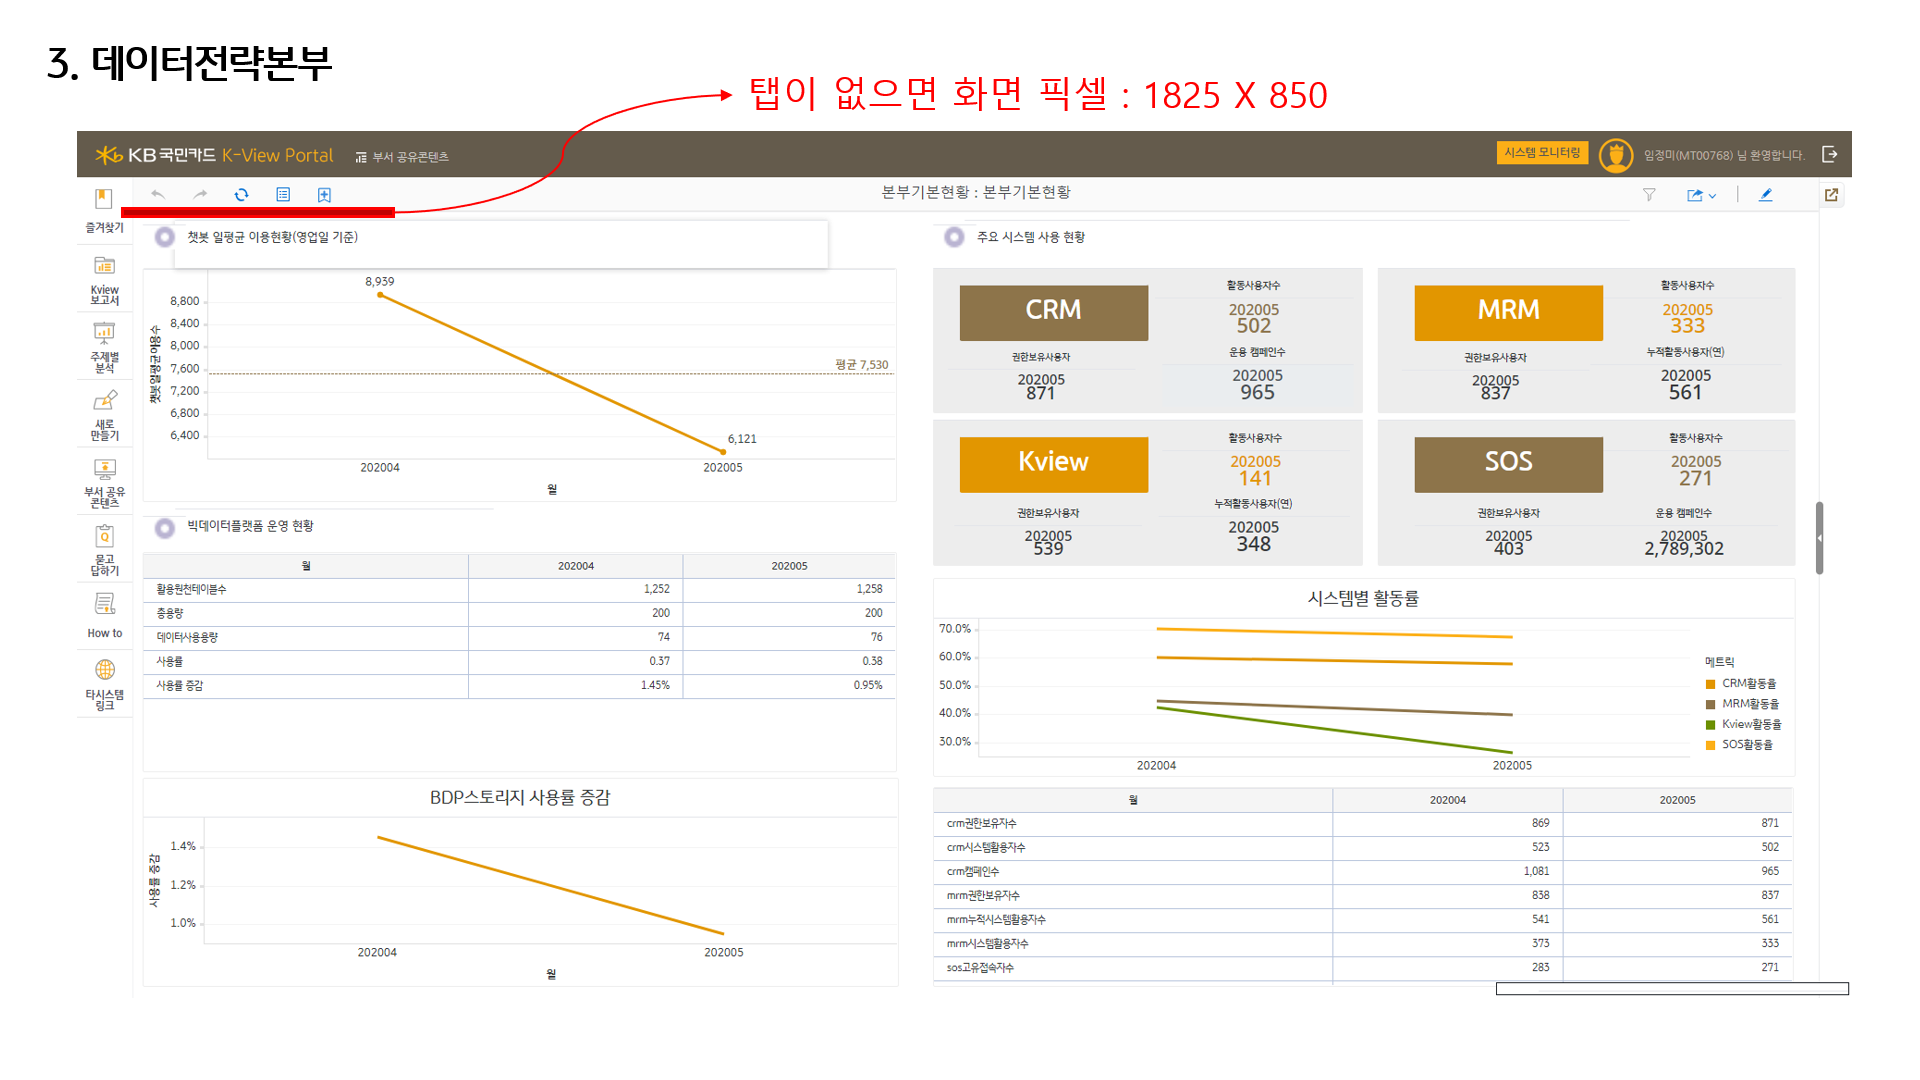 3. 데이터전략본부
탭이 없으면 화면 픽셀 : 1825 X 850
KB국민카드 K-View Portal 부서 공유콘텐츠
시스템 모니터링
임정미(MT00768) 님 환영합니다.
본부기본현황 : 본부기본현황
즐겨찾기
Kview
보고서
주제별
분석
새로
만들기
부서 공유
콘텐츠
묻고
답하기
How to
타시스템
링크
챗봇 일평균 이용현황(영업일 기준)
챗봇일평균이용수
8,800
8,400
8,000
7,600
7,200
6,800
6,400
8,939
평균 7,530
6,121
202004 202005
월
빅데이터플랫폼 운영 현황
월 202004 202005
활용원천테이블수 1,252 1,258
총용량 200 200
데이터사용용량 74 76
사용률 0.37 0.38
사용률 증감 1.45% 0.95%
BDP스토리지 사용률 증감
사용률 증감
1.4%
1.2%
1.0%
202004 202005
월
주요 시스템 사용 현황
CRM
활동사용자수
202005
502
권한보유사용자
202005
871
운용 캠페인수
202005
965
MRM
활동사용자수
202005
333
권한보유사용자
202005
837
누적활동사용자(연)
202005
561
Kview
활동사용자수
202005
141
권한보유사용자
202005
539
누적활동사용자(연)
202005
348
SOS
활동사용자수
202005
271
권한보유사용자
202005
403
운용 캠페인수
202005
2,789,302
시스템별 활동률
70.0%
60.0%
50.0%
40.0%
30.0%
202004 202005
메트릭
CRM활동율
MRM활동율
Kview활동율
SOS활동율
월 202004 202005
crm권한보유자수 869 871
crm시스템활용자수 523 502
crm캠페인수 1,081 965
mrm권한보유자수 838 837
mrm누적시스템활용자수 541 561
mrm시스템활용자수 373 333
sos고유접속자수 283 271